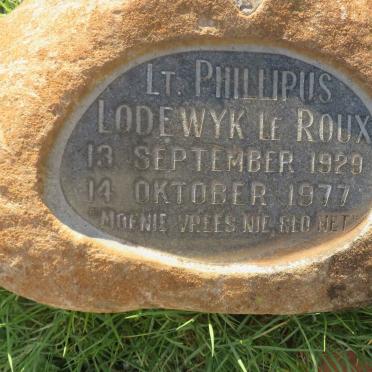 LT. PHILLIPUS
LODEWYK LE ROUX
13 SEPTEMBER 1929
14 OKTOBER 1977
"MOENIE VREES NIE, GLO NET"